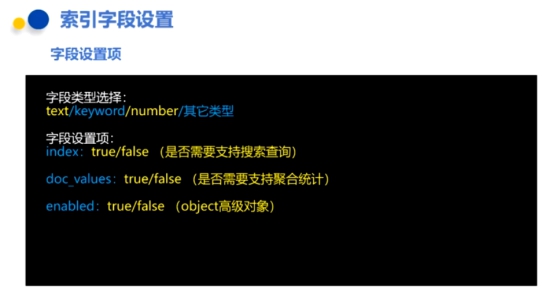 索引字段设置
字段设置项
字段类型选择：
text/keyword/number/其它类型
字段设置项：
index：true/false （是否需要支持搜索查询）
doc_values：true/false （是否需要支持聚合统计）
enabled：true/false （object高级对象）